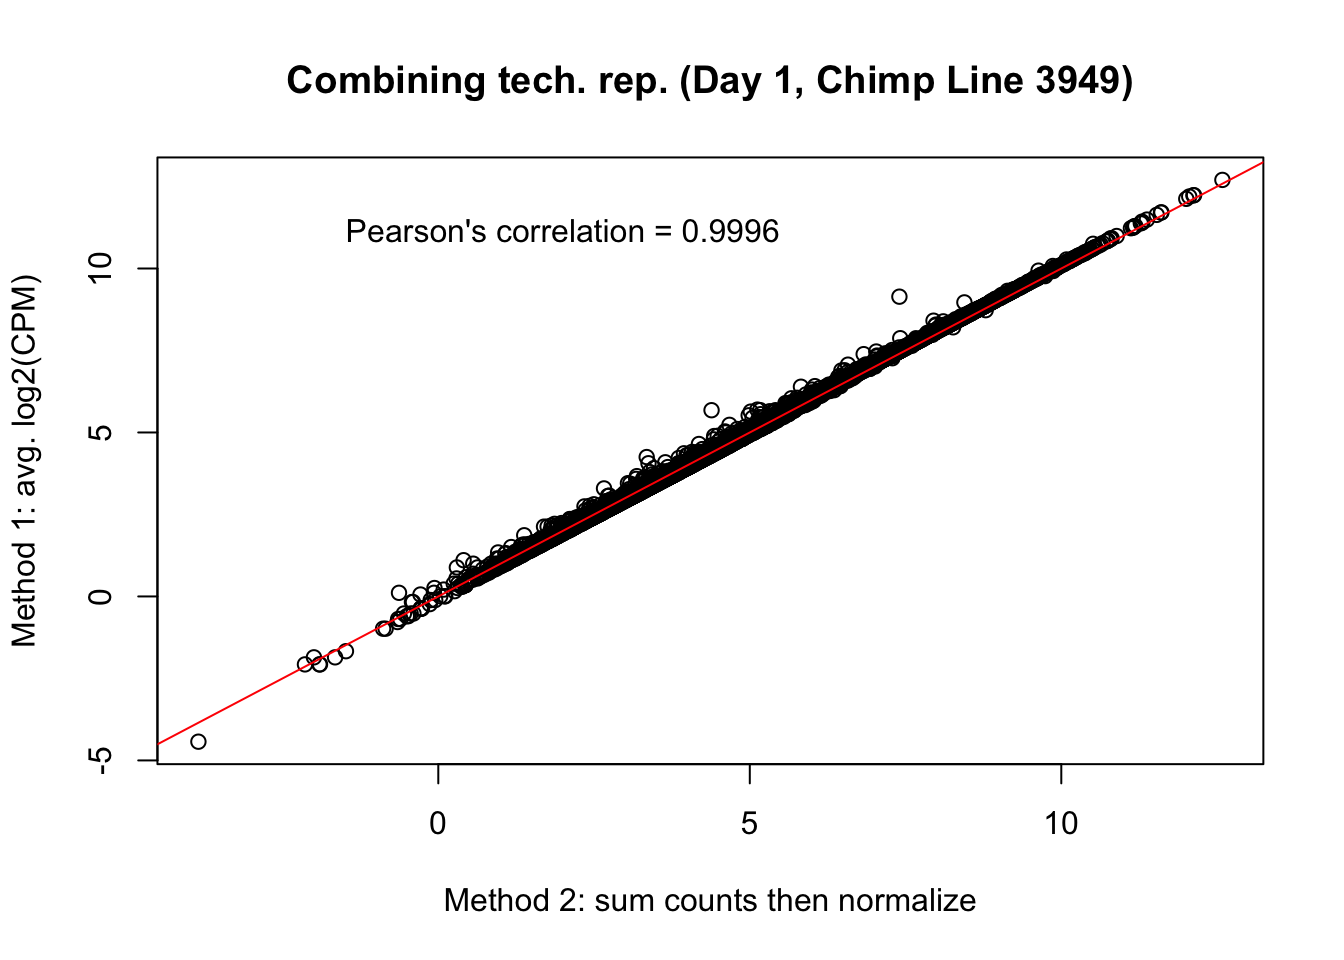 Combining tech. rep. (Day 1, Chimp Line 3949)
Pearson's correlation = 0.9996
Method 1: avg. log2(CPM)
10
5
0
-5
0 5 10
Method 2: sum counts then normalize